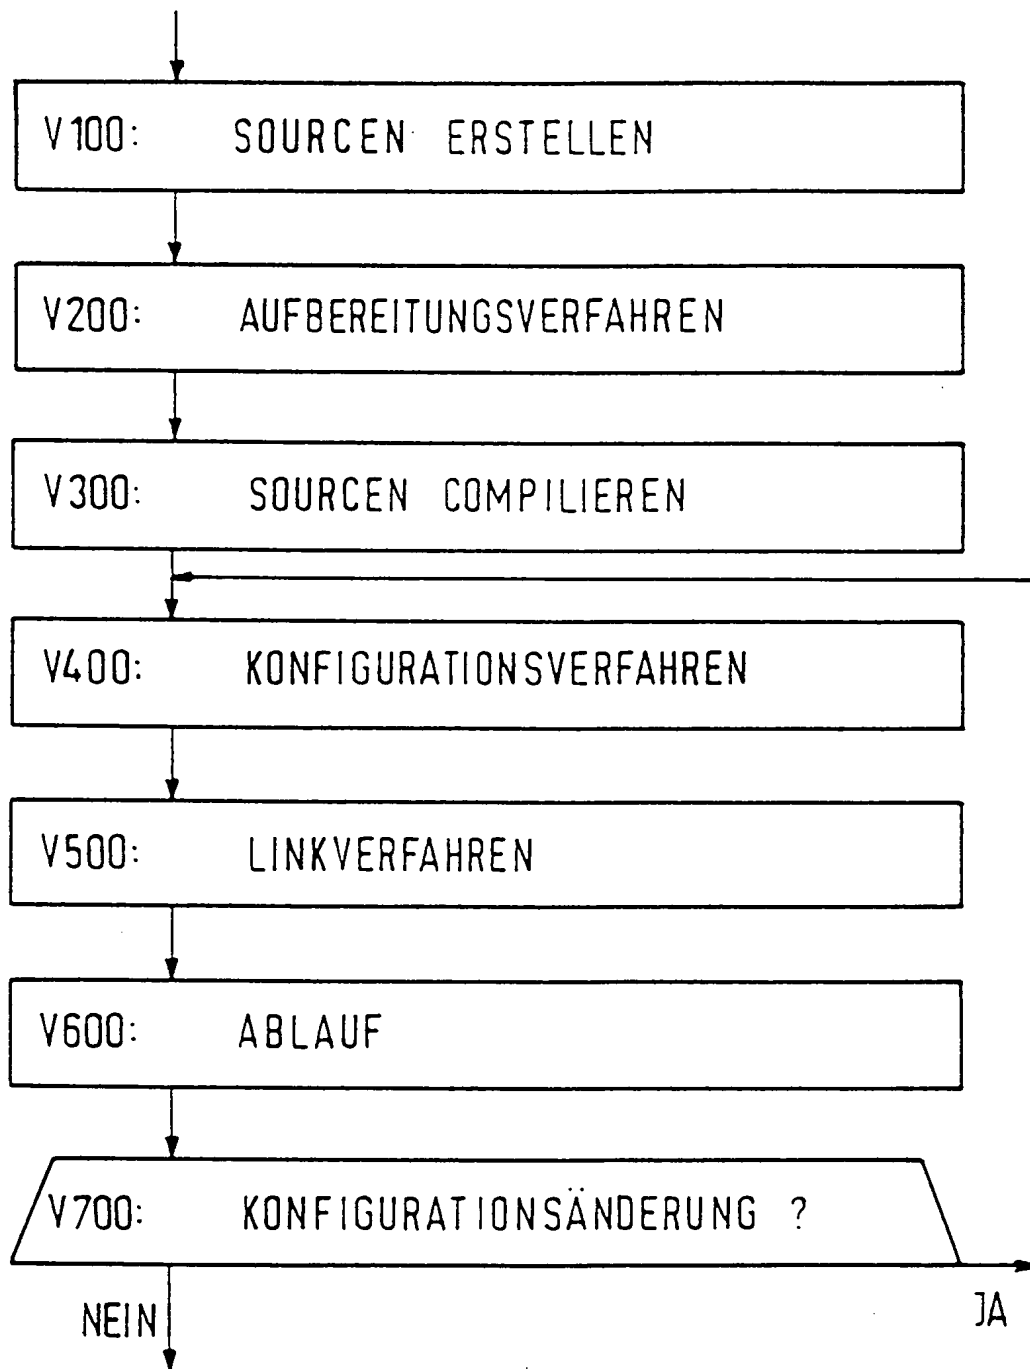 V100: SOURCEN ERSTELLEN
V200: AUFBEREITUNGSVERFAHREN
V300: SOURCEN COMPILIEREN
V400: KONFIGURATIONSVERFAHREN
V500: LINKVERFAHREN
V600: ABLAUF
V700: KONFIGURATIONSÄNDERUNG ?
NEIN
JA